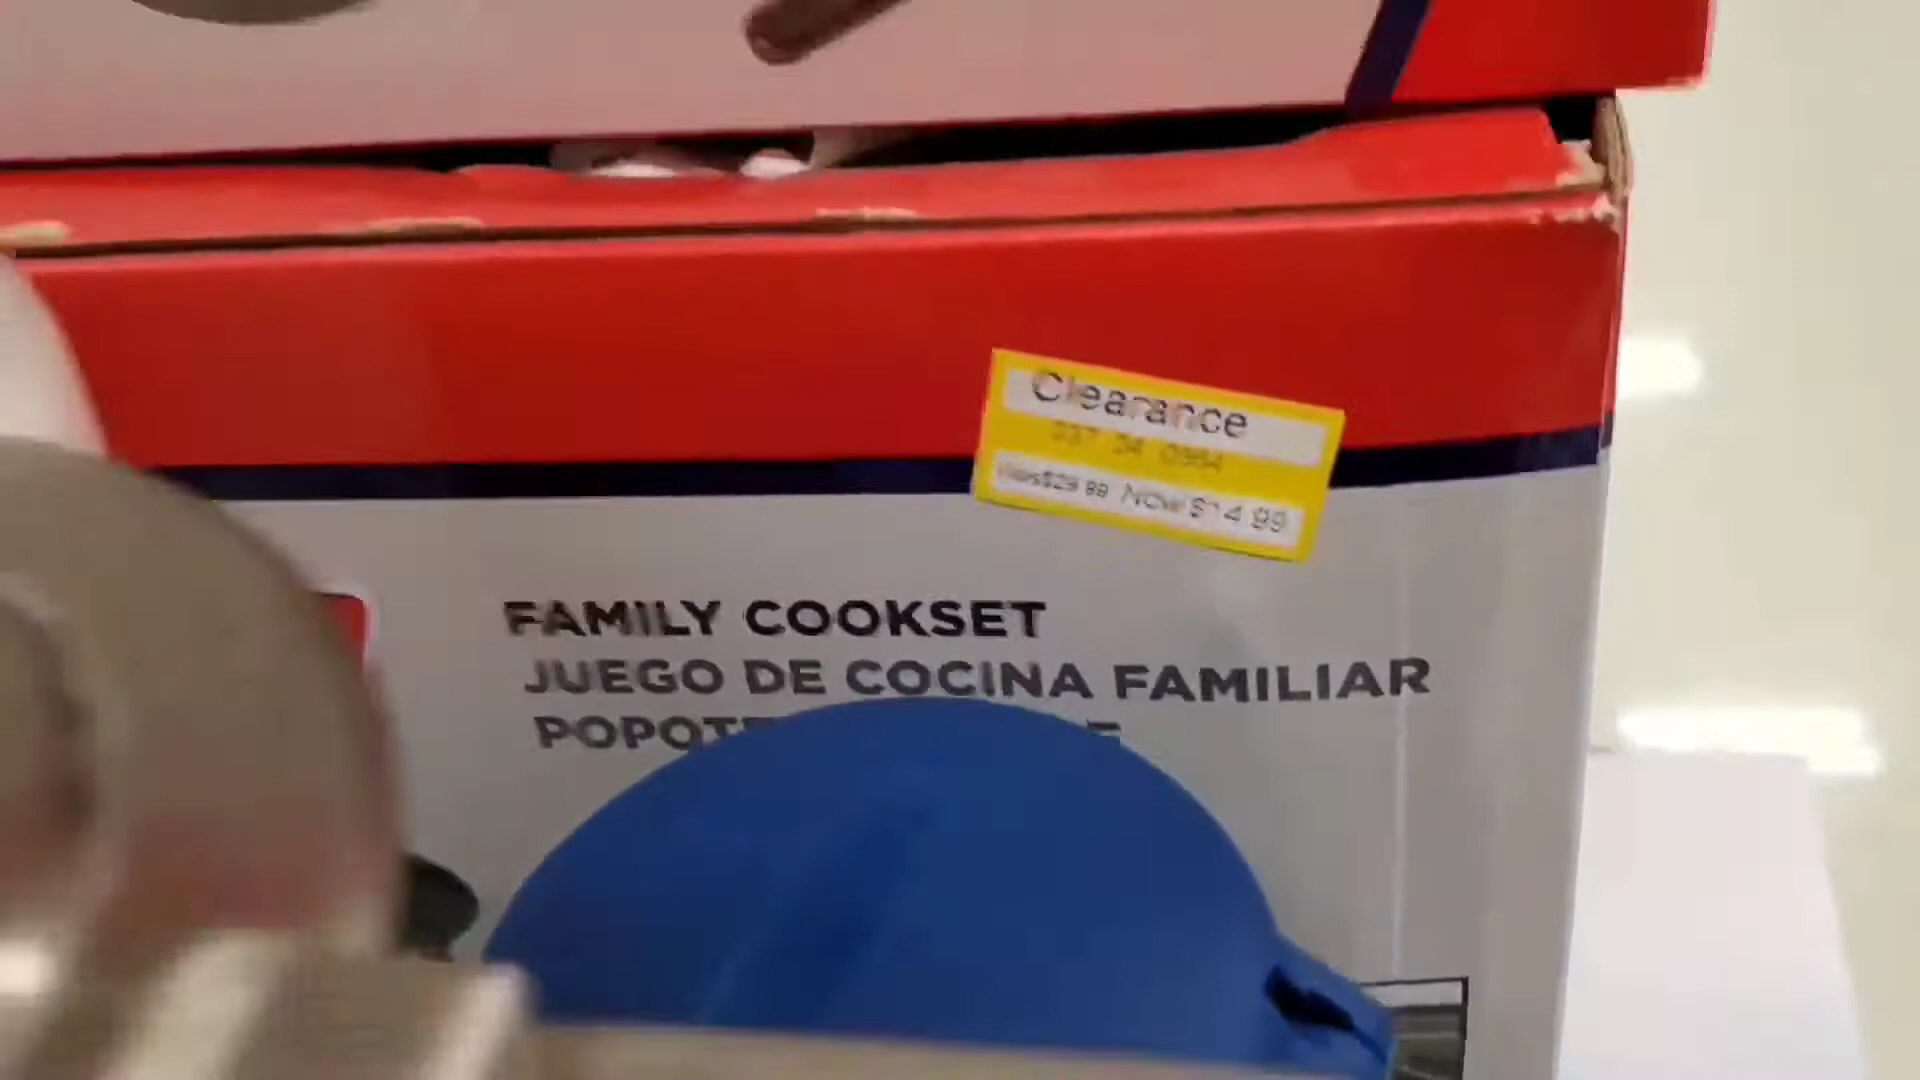 Clearance
Was $29.99 Now $14.99
FAMILY COOKSET
JUEGO DE COCINA FAMILIAR